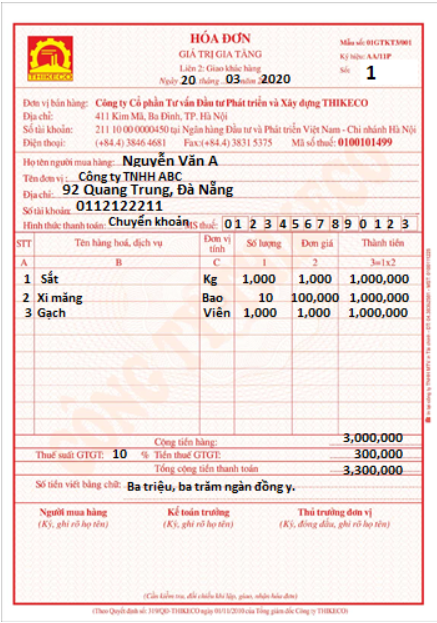 HÓA ĐƠN
GIÁ TRỊ GIA TĂNG
Liên 2: Giao khác hàng
Ngày 20 tháng 03 năm 2020
Mẫu số: 01GTKT3/001
Ký hiệu: AA/11P
Số: 1
THIKECO
Đơn vị bán hàng: Công ty Cổ phần Tư vấn Đầu tư Phát triển và Xây dựng THIKECO
Địa chỉ: 411 Kim Mã, Ba Đình, TP. Hà Nội
Số tài khoản: 211 10 00 0000450 tại Ngân hàng Đầu tư và Phát triển Việt Nam - Chi nhánh Hà Nội
Điện thoại: (+84.4) 3846 4681 Fax:(+84.4) 3831 5375 Mã số thuế: 0100101499
Họ tên người mua hàng: Nguyễn Văn A
Tên đơn vị: Công ty TNHH ABC
Địa chỉ: 92 Quang Trung, Đà Nẵng
Số tài khoản: 0112122211
Hình thức thanh toán: Chuyển khoản MS thuế: 0 1 2 3 4 5 6 7 8 9 0 1 2 3
STT Tên hàng hoá, dịch vụ Đơn vị tính Số lượng Đơn giá Thành tiền
A B C 1 2 3=1x2
1 Sắt Kg 1,000 1,000 1,000,000
2 Xi măng Bao 10 100,000 1,000,000
3 Gạch Viên 1,000 1,000 1,000,000
Cộng tiền hàng: 3,000,000
Thuế suất GTGT: 10 % Tiền thuế GTGT: 300,000
Tổng cộng tiền thanh toán 3,300,000
Số tiền viết bằng chữ: Ba triệu, ba trăm ngàn đồng y.
Người mua hàng Kế toán trưởng Thủ trưởng đơn vị
(Ký, ghi rõ họ tên) (Ký, ghi rõ họ tên) (Ký, đóng dấu, ghi rõ họ tên)
(Cần kiểm tra, đối chiếu khi lập, giao, nhận hóa đơn)
(Theo Quyết định số: 319/QĐ-THIKECO ngày 01/11/2010 của Tổng giám đốc Công ty THIKECO)
CÔNG TY THIKECO